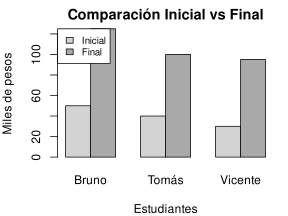 Comparación Inicial vs Final
Miles de pesos
100
60
20
0
Inicial
Final
Bruno
Tomás
Vicente
Estudiantes